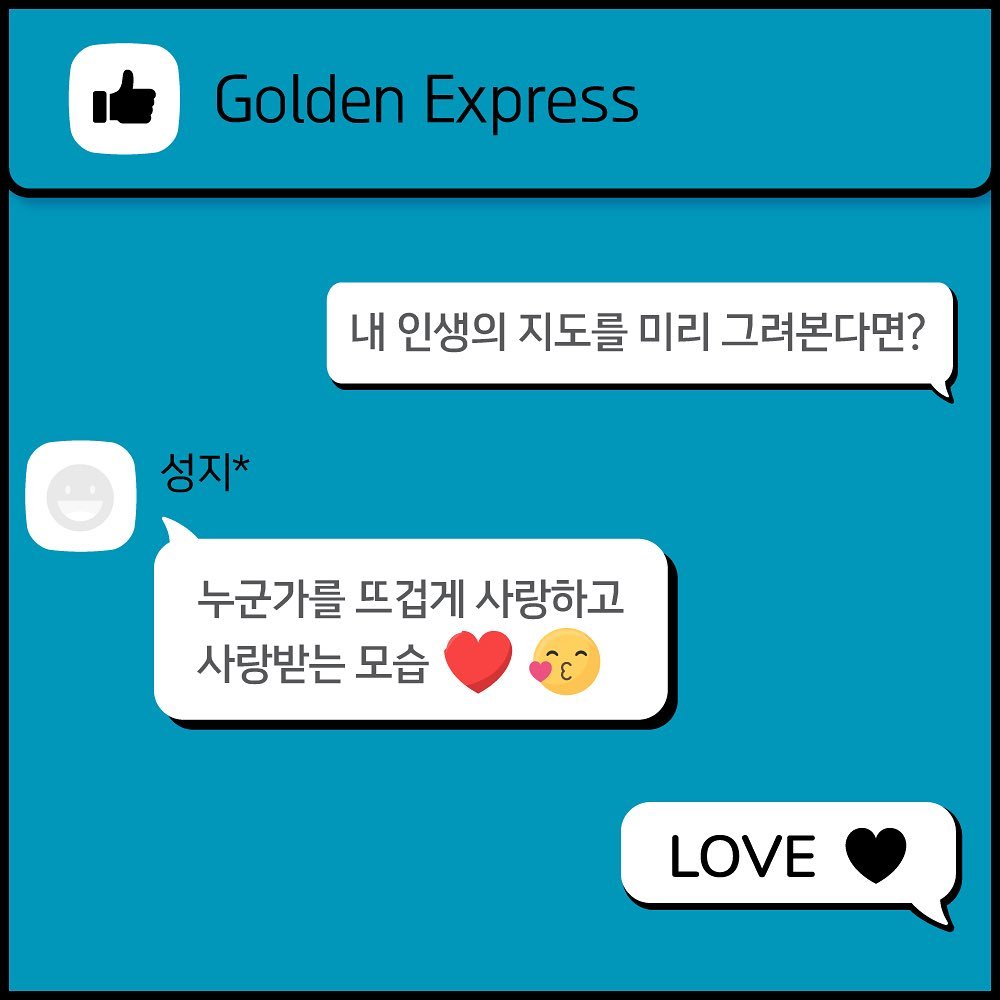 Golden Express
내 인생의 지도를 미리 그려본다면?
성지*
누군가를 뜨겁게 사랑하고
사랑받는 모습 ❤️ 😘
LOVE 🖤